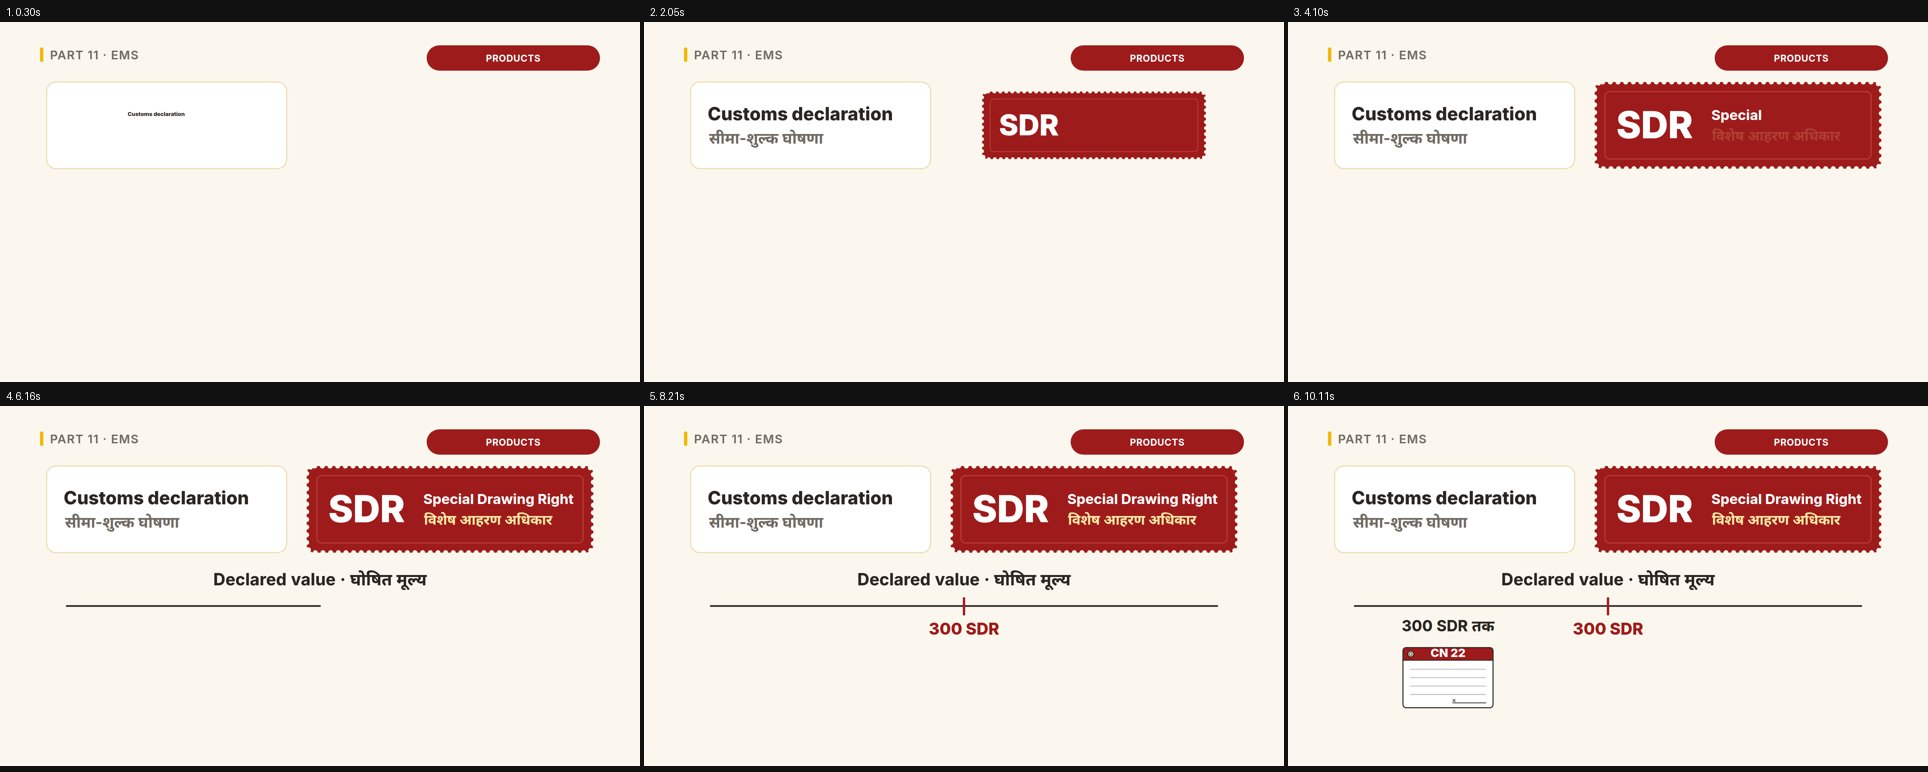 1. 0.30s
PART 11 · EMS
PRODUCTS
Customs declaration
2. 2.05s
PART 11 · EMS
PRODUCTS
Customs declaration
सीमा-शुल्क घोषणा
SDR
3. 4.10s
PART 11 · EMS
PRODUCTS
Customs declaration
सीमा-शुल्क घोषणा
SDR
Special
विशेष आहरण अधिकार
4. 6.16s
PART 11 · EMS
PRODUCTS
Customs declaration
सीमा-शुल्क घोषणा
SDR
Special Drawing Right
विशेष आहरण अधिकार
Declared value · घोषित मूल्य
5. 8.21s
PART 11 · EMS
PRODUCTS
Customs declaration
सीमा-शुल्क घोषणा
SDR
Special Drawing Right
विशेष आहरण अधिकार
Declared value · घोषित मूल्य
300 SDR
6. 10.11s
PART 11 · EMS
PRODUCTS
Customs declaration
सीमा-शुल्क घोषणा
SDR
Special Drawing Right
विशेष आहरण अधिकार
Declared value · घोषित मूल्य
300 SDR तक
300 SDR
CN 22